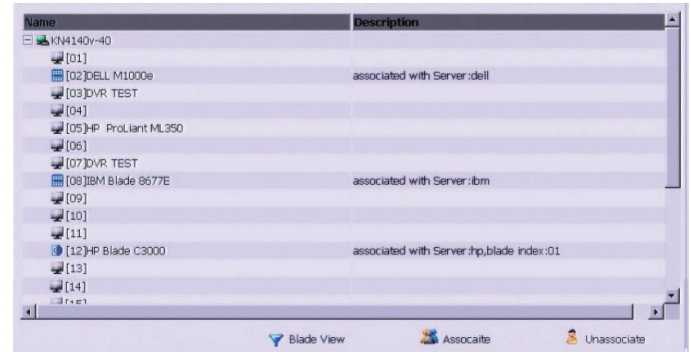 Name Description
KN4140v-40
[01]
[02]DELL M1000e associated with Server:dell
[03]DVR TEST
[04]
[05]HP ProLiant ML350
[06]
[07]DVR TEST
[08]IBM Blade 8677E associated with Server:ibm
[09]
[10]
[11]
[12]HP Blade C3000 associated with Server:hp,blade index:01
[13]
[14]
[15]
Blade View Assocaite Unassociate